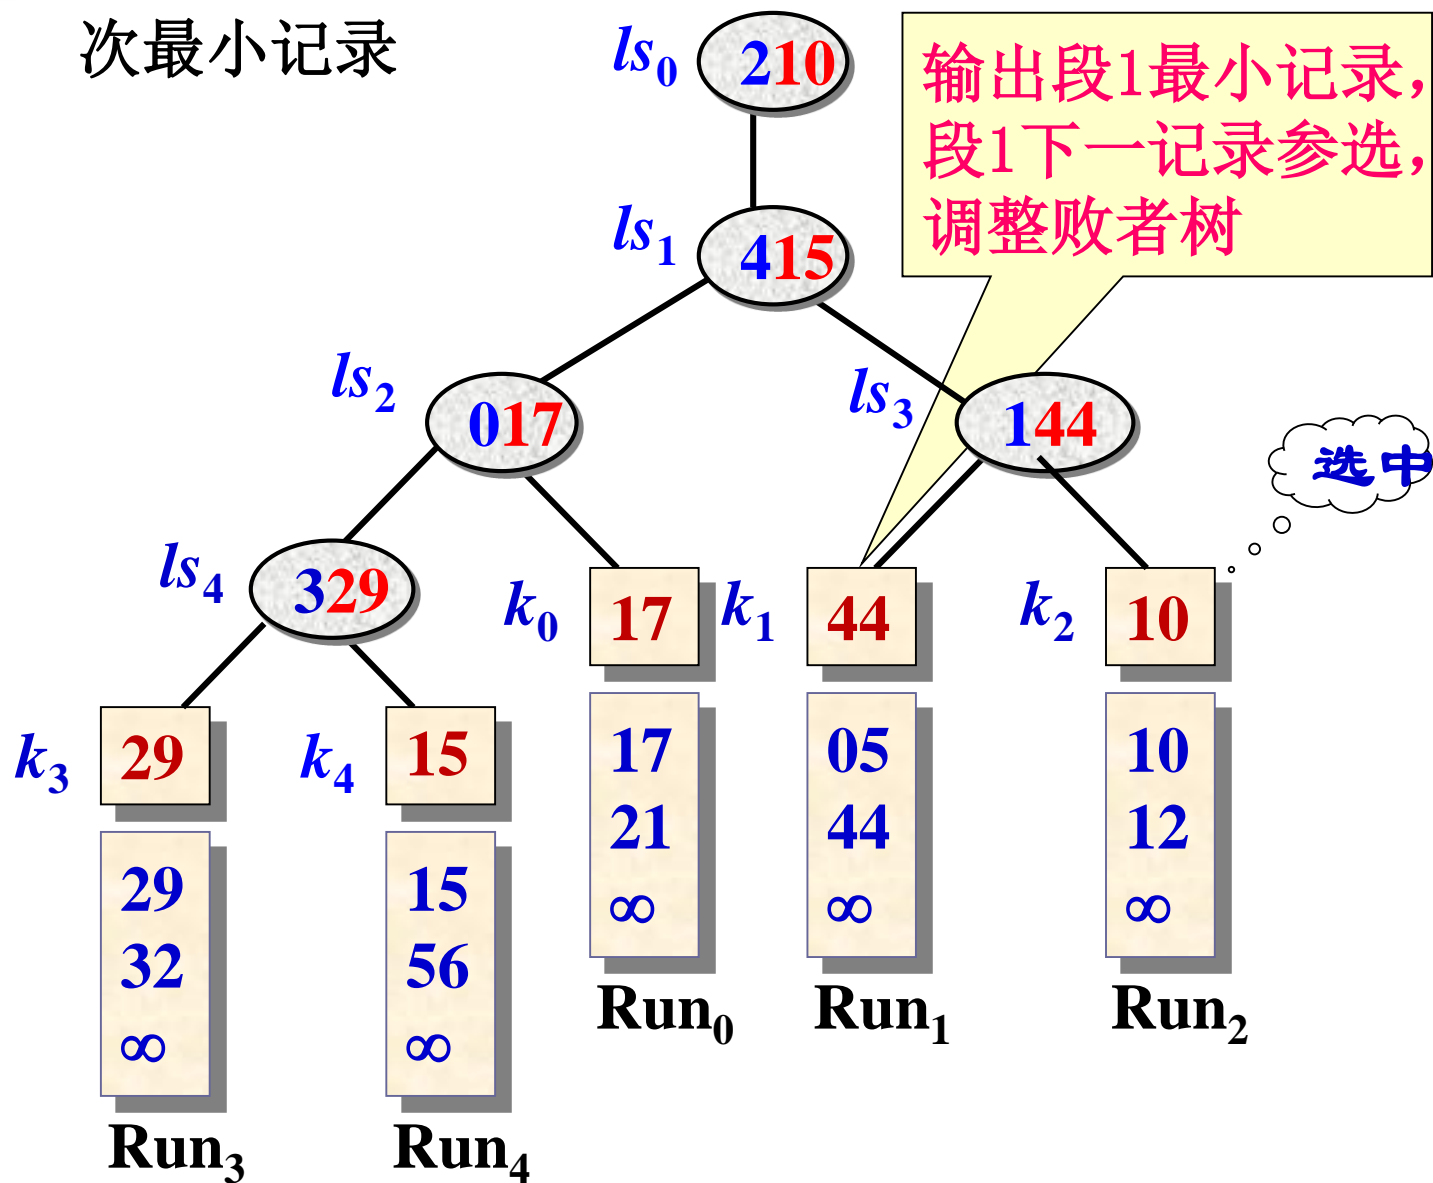 次最小记录
ls0 210
输出段1最小记录，
段1下一记录参选，
调整败者树
ls1 415
ls2 017
ls3 144
选中
ls4 329
k0 17
k1 44
k2 10
k3 29
k4 15
17
21
∞
Run0
05
44
∞
Run1
10
12
∞
Run2
29
32
∞
Run3
15
56
∞
Run4